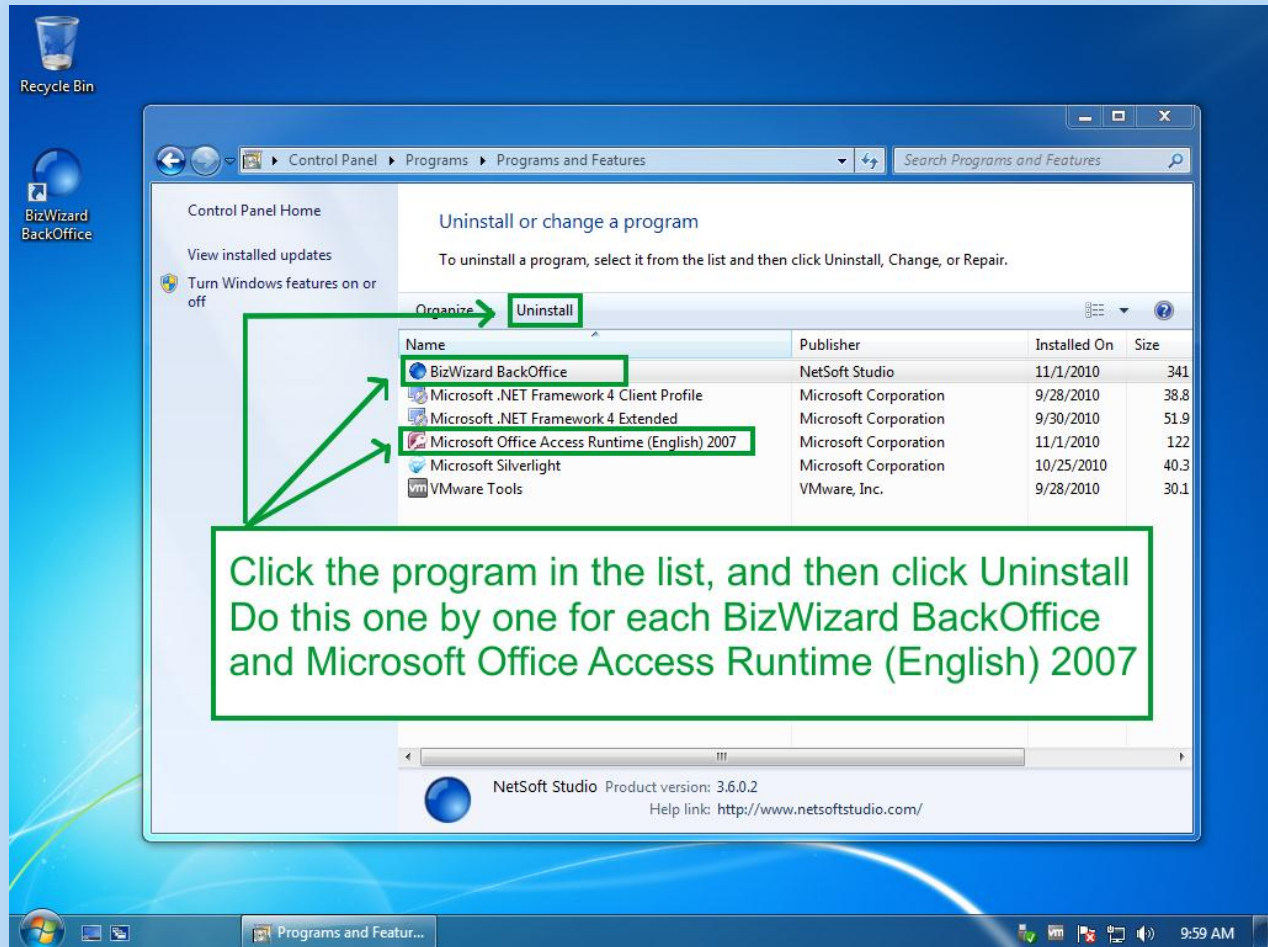 Recycle Bin
BizWizard
BackOffice
Control Panel
Programs
Programs and Features
Search Programs and Features
Control Panel Home
View installed updates
Turn Windows features on or
off
Uninstall or change a program
To uninstall a program, select it from the list and then click Uninstall, Change, or Repair.
Organize Uninstall
Name Publisher Installed On Size
BizWizard BackOffice NetSoft Studio 11/1/2010 341
Microsoft .NET Framework 4 Client Profile Microsoft Corporation 9/28/2010 38.8
Microsoft .NET Framework 4 Extended Microsoft Corporation 9/30/2010 51.9
Microsoft Office Access Runtime (English) 2007 Microsoft Corporation 11/1/2010 122
Microsoft Silverlight Microsoft Corporation 10/25/2010 40.3
vm VMware Tools VMware, Inc. 9/28/2010 30.1
Click the program in the list, and then click Uninstall
Do this one by one for each BizWizard BackOffice
and Microsoft Office Access Runtime (English) 2007
NetSoft Studio Product version: 3.6.0.2
Help link: http://www.netsoftstudio.com/
Programs and Featur...
vm
9:59 AM